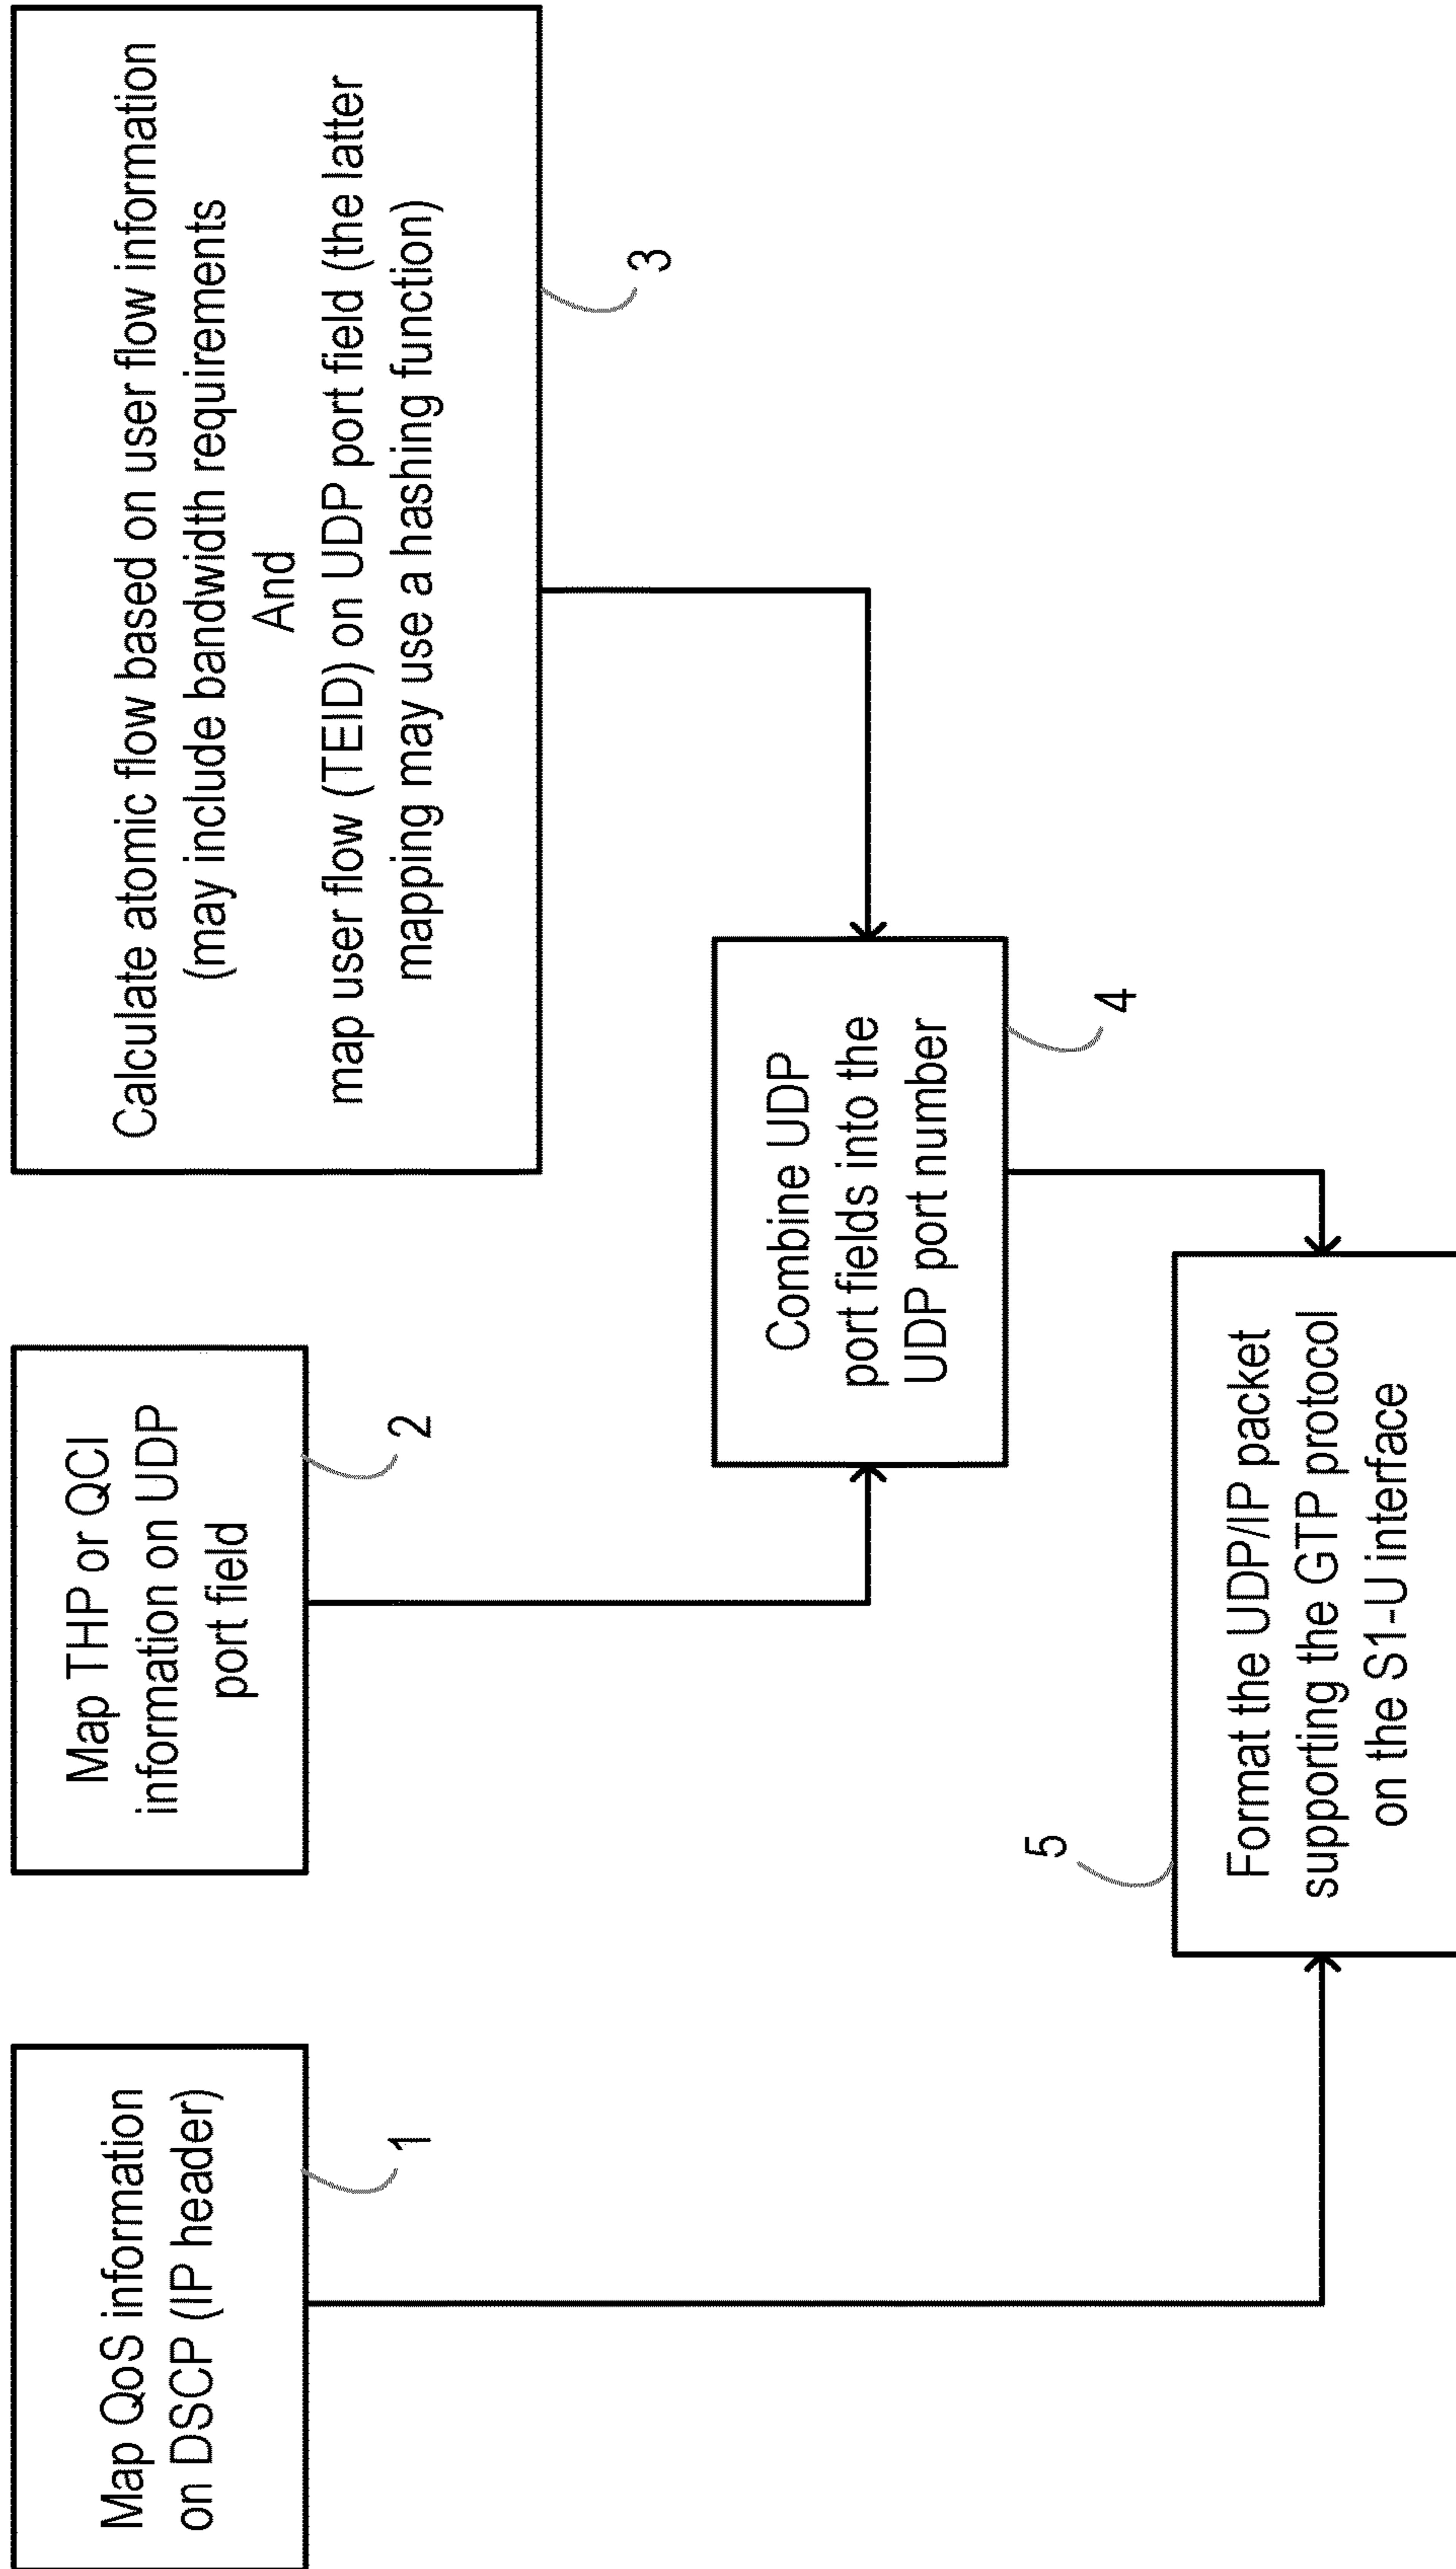 Map QoS information
on DSCP (IP header)
1
Map THP or QCI
information on UDP
port field
2
Calculate atomic flow based on user flow information
(may include bandwidth requirements
And
map user flow (TEID) on UDP port field (the latter
mapping may use a hashing function)
3
Combine UDP
port fields into the
UDP port number
4
5
Format the UDP/IP packet
supporting the GTP protocol
on the S1-U interface